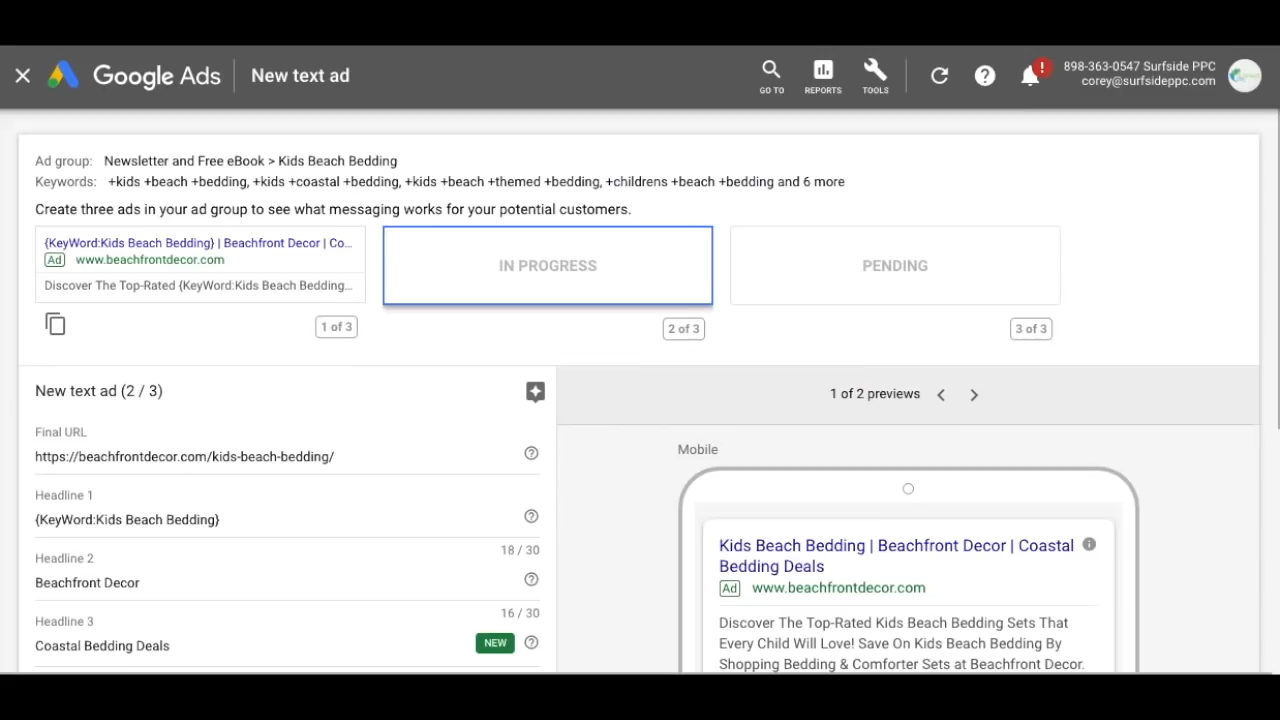 Google Ads
New text ad
GO TO
REPORTS
TOOLS
!
898-363-0547 Surfside PPC
corey@surfsideppc.com
Ad group: Newsletter and Free eBook > Kids Beach Bedding
Keywords: +kids +beach +bedding, +kids +coastal +bedding, +kids +beach +themed +bedding, +childrens +beach +bedding and 6 more
Create three ads in your ad group to see what messaging works for your potential customers.
{KeyWord:Kids Beach Bedding} | Beachfront Decor | Co...
Ad www.beachfrontdecor.com
Discover The Top-Rated {KeyWord:Kids Beach Bedding...
1 of 3
IN PROGRESS
2 of 3
PENDING
3 of 3
New text ad (2 / 3)
Final URL
https://beachfrontdecor.com/kids-beach-bedding/
Headline 1
{KeyWord:Kids Beach Bedding}
18 / 30
Headline 2
Beachfront Decor
16 / 30
Headline 3
Coastal Bedding Deals
NEW
1 of 2 previews
Mobile
Kids Beach Bedding | Beachfront Decor | Coastal
Bedding Deals
Ad www.beachfrontdecor.com
Discover The Top-Rated Kids Beach Bedding Sets That
Every Child Will Love! Save On Kids Beach Bedding By
Shopping Bedding & Comforter Sets at Beachfront Decor.